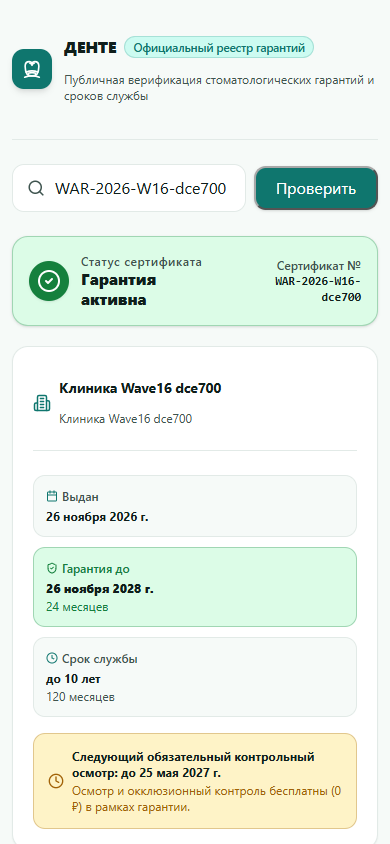 ДЕНТЕ Официальный реестр гарантий
Публичная верификация стоматологических гарантий и
сроков службы
WAR-2026-W16-dce700
Проверить
Статус сертификата
Гарантия
активна
Сертификат №
WAR-2026-W16-
dce700
Клиника Wave16 dce700
Клиника Wave16 dce700
Выдан
26 ноября 2026 г.
Гарантия до
26 ноября 2028 г.
24 месяцев
Срок службы
до 10 лет
120 месяцев
Следующий обязательный контрольный
осмотр: до 25 мая 2027 г.
Осмотр и окклюзионный контроль бесплатны (0
₽) в рамках гарантии.